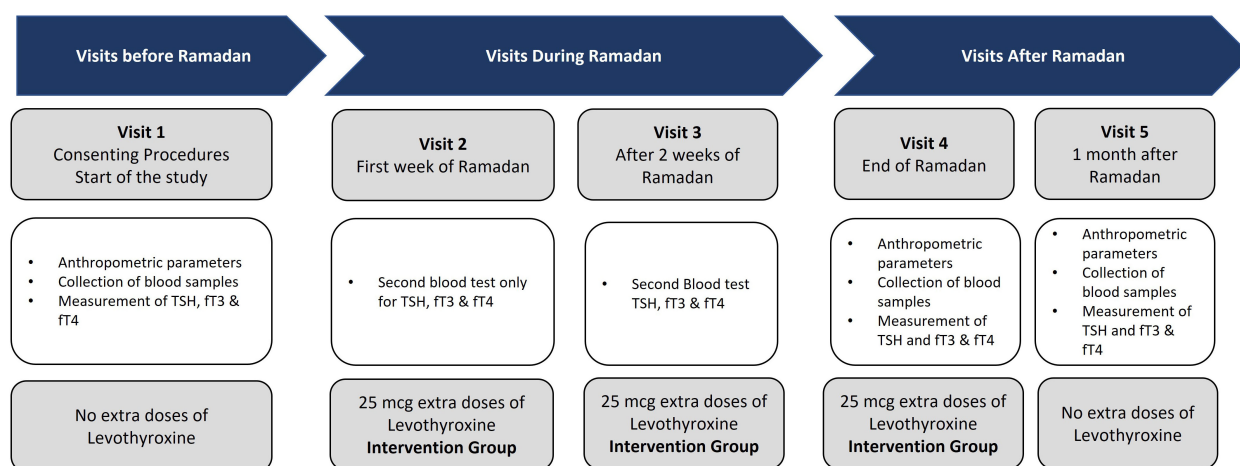 Visits before Ramadan
Visits During Ramadan
Visits After Ramadan
Visit 1
Consenting Procedures
Start of the study
Visit 2
First week of Ramadan
Visit 3
After 2 weeks of
Ramadan
Visit 4
End of Ramadan
Visit 5
1 month after
Ramadan
• Anthropometric parameters
• Collection of blood samples
• Measurement of TSH, fT3 &
fT4
• Second blood test only
for TSH, fT3 & fT4
• Second Blood test
TSH, fT3 & fT4
• Anthropometric
parameters
• Collection of blood
samples
• Measurement of
TSH and fT3 & fT4
• Anthropometric
parameters
• Collection of
blood samples
• Measurement of
TSH and fT3 &
fT4
No extra doses of
Levothyroxine
25 mcg extra doses of
Levothyroxine
Intervention Group
25 mcg extra doses of
Levothyroxine
Intervention Group
25 mcg extra doses of
Levothyroxine
Intervention Group
No extra doses of
Levothyroxine